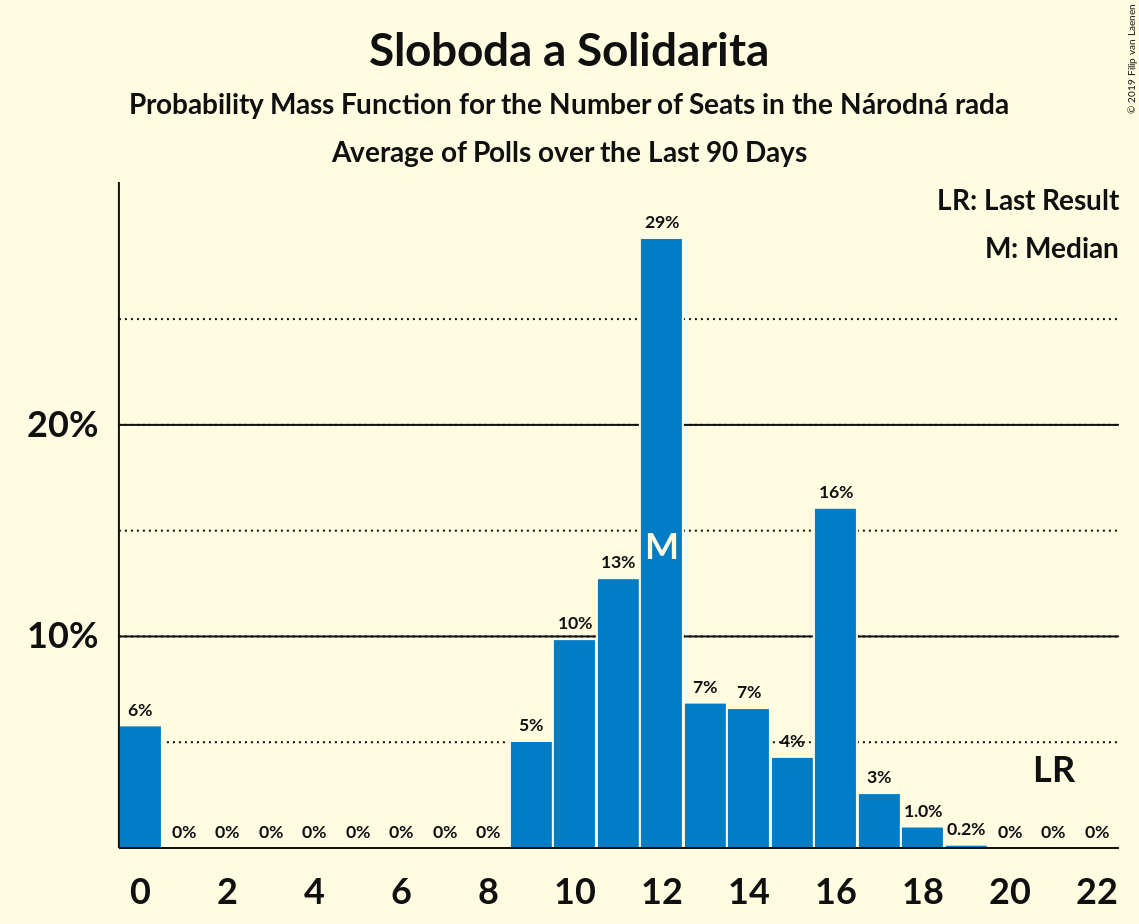 Sloboda a Solidarita
Probability Mass Function for the Number of Seats in the Národná rada
Average of Polls over the Last 90 Days
© 2019 Filip van Laenen
LR: Last Result
M: Median
29%
20%
16%
M
13%
10%
10%
7%
7%
6%
5%
4%
LR
3%
1.0%
0% 0% 0% 0% 0% 0% 0% 0% 0.2% 0% 0% 0%
0 2 4 6 8 10 12 14 16 18 20 22